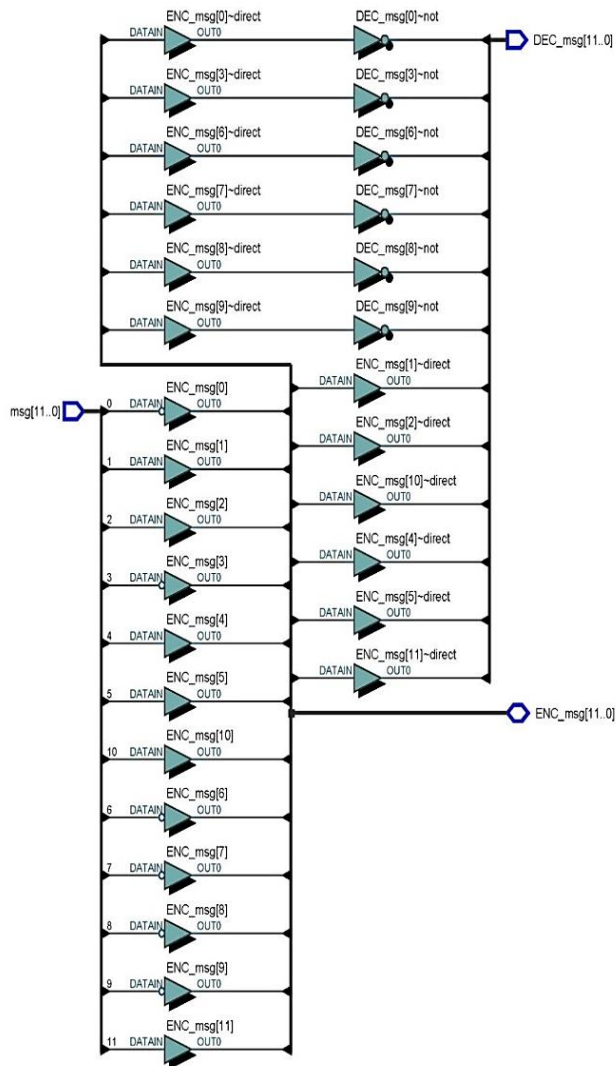 ENC_msg[0]~direct DEC_msg[0]~not
DATAIN OUT0 DEC_msg[11..0]
ENC_msg[3]~direct DEC_msg[3]~not
DATAIN OUT0
ENC_msg[6]~direct DEC_msg[6]~not
DATAIN OUT0
ENC_msg[7]~direct DEC_msg[7]~not
DATAIN OUT0
ENC_msg[8]~direct DEC_msg[8]~not
DATAIN OUT0
ENC_msg[9]~direct DEC_msg[9]~not
DATAIN OUT0
ENC_msg[1]~direct
DATAIN OUT0
ENC_msg[0]
msg[11..0] 0 DATAIN OUT0
ENC_msg[2]~direct
DATAIN OUT0
ENC_msg[1]
1 DATAIN OUT0
ENC_msg[10]~direct
DATAIN OUT0
ENC_msg[2]
2 DATAIN OUT0
ENC_msg[4]~direct
DATAIN OUT0
ENC_msg[3]
3 DATAIN OUT0
ENC_msg[5]~direct
DATAIN OUT0
ENC_msg[4]
4 DATAIN OUT0
ENC_msg[11]~direct
DATAIN OUT0
ENC_msg[5]
5 DATAIN OUT0
ENC_msg[11..0]
ENC_msg[10]
10 DATAIN OUT0
ENC_msg[6]
6 DATAIN OUT0
ENC_msg[7]
7 DATAIN OUT0
ENC_msg[8]
8 DATAIN OUT0
ENC_msg[9]
9 DATAIN OUT0
ENC_msg[11]
11 DATAIN OUT0